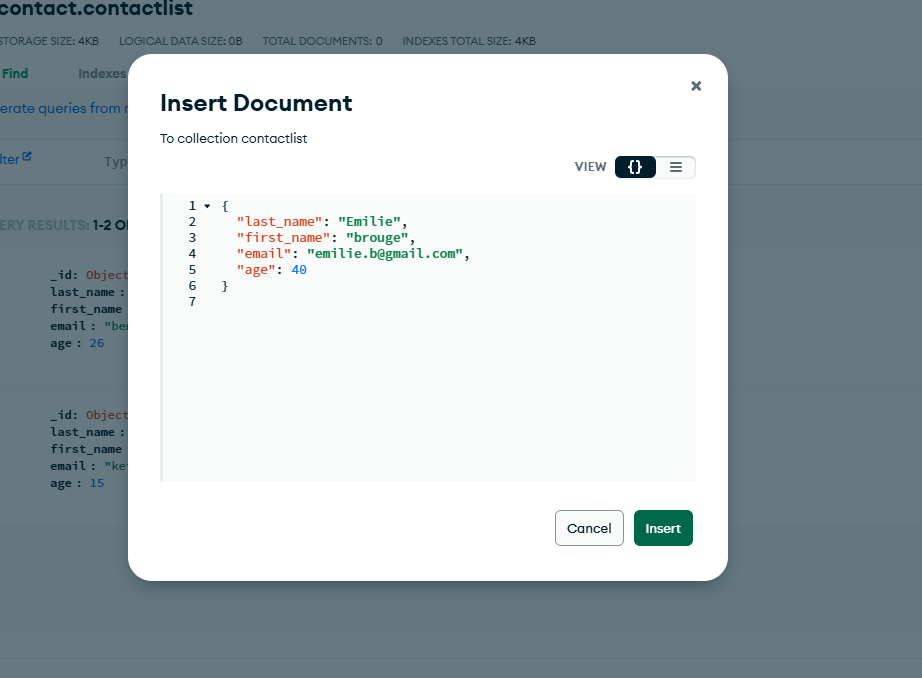 contact.contactlist
STORAGE SIZE: 4KB LOGICAL DATA SIZE: 0B TOTAL DOCUMENTS: 0 INDEXES TOTAL SIZE: 4KB
Find Indexes
erate queries from
lter Typ
ERY RESULTS: 1-2 O
_id: Object
last_name :
first_name
email : "be
age : 26
_id: Object
last_name :
first_name
email : "ke
age : 15
Insert Document
To collection contactlist
VIEW {}
1 {
2 "last_name": "Emilie",
3 "first_name": "brouge",
4 "email": "emilie.b@gmail.com",
5 "age": 40
6 }
7
Cancel Insert